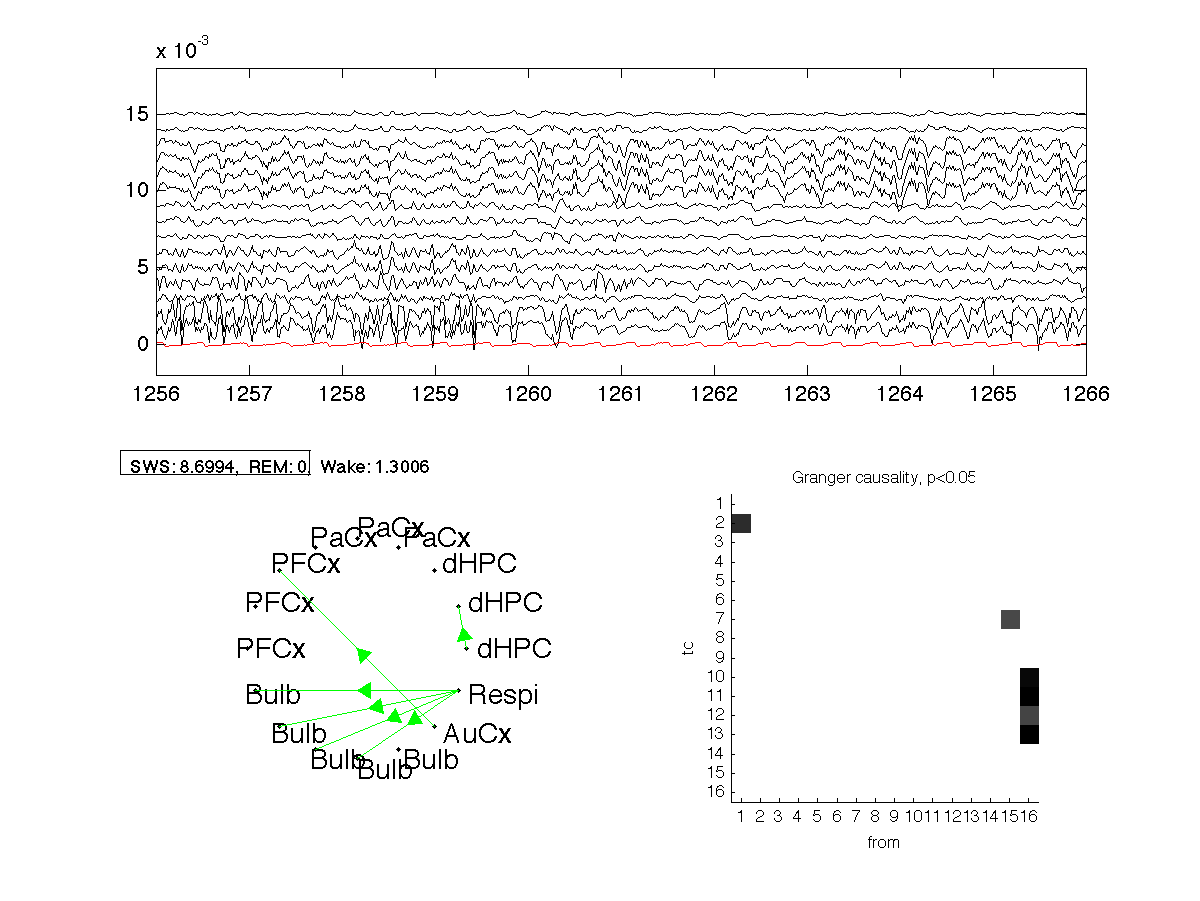 x 10-3
15
10
5
0
1256 1257 1258 1259 1260 1261 1262 1263 1264 1265 1266
SWS:8.6994, REM:0, Wake:1.3006
Granger causality, p<0.05
PaCx
PaCx PaCx
PFCx dHPC
PFCx dHPC
PFCx dHPC
Bulb Respi
Bulb AuCx
Bulb Bulb
Bulb
tc
1
2
3
4
5
6
7
8
9
10
11
12
13
14
15
16
1 2 3 4 5 6 7 8 9 10 11 12 13 14 15 16
from